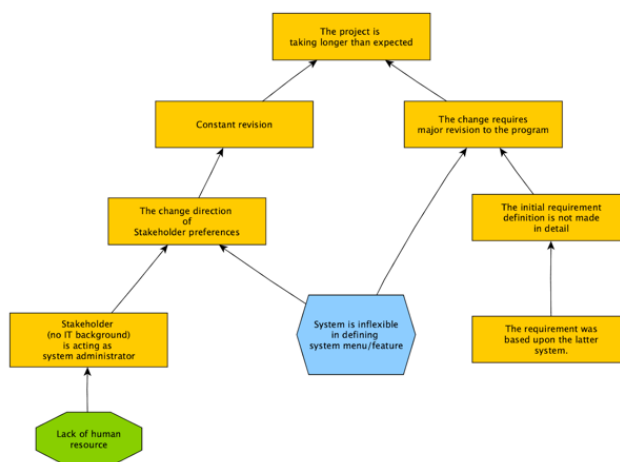 The project is
taking longer than expected
Constant revision
The change requires
major revision to the program
The change direction
of
Stakeholder preferences
The initial requirement
definition is not made
in detail
Stakeholder
(no IT background)
is acting as
system administrator
System is inflexible
in defining
system menu/feature
The requirement was
based upon the latter
system.
Lack of human
resource